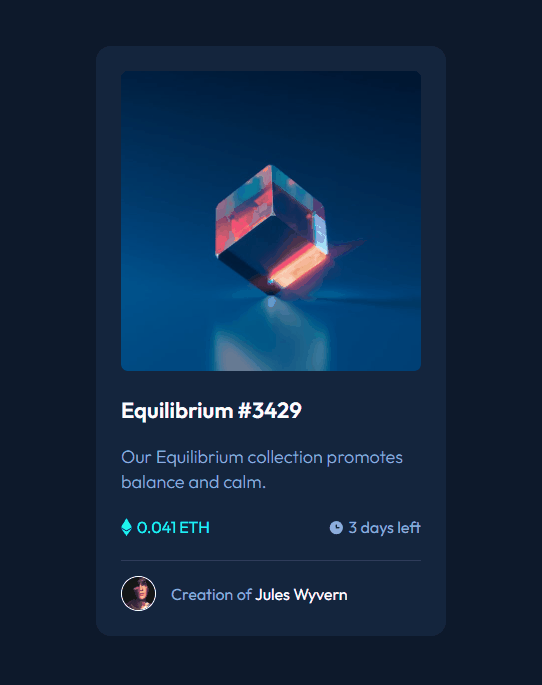 Equilibrium #3429
Our Equilibrium collection promotes
balance and calm.
0.041 ETH
3 days left
Creation of Jules Wyvern